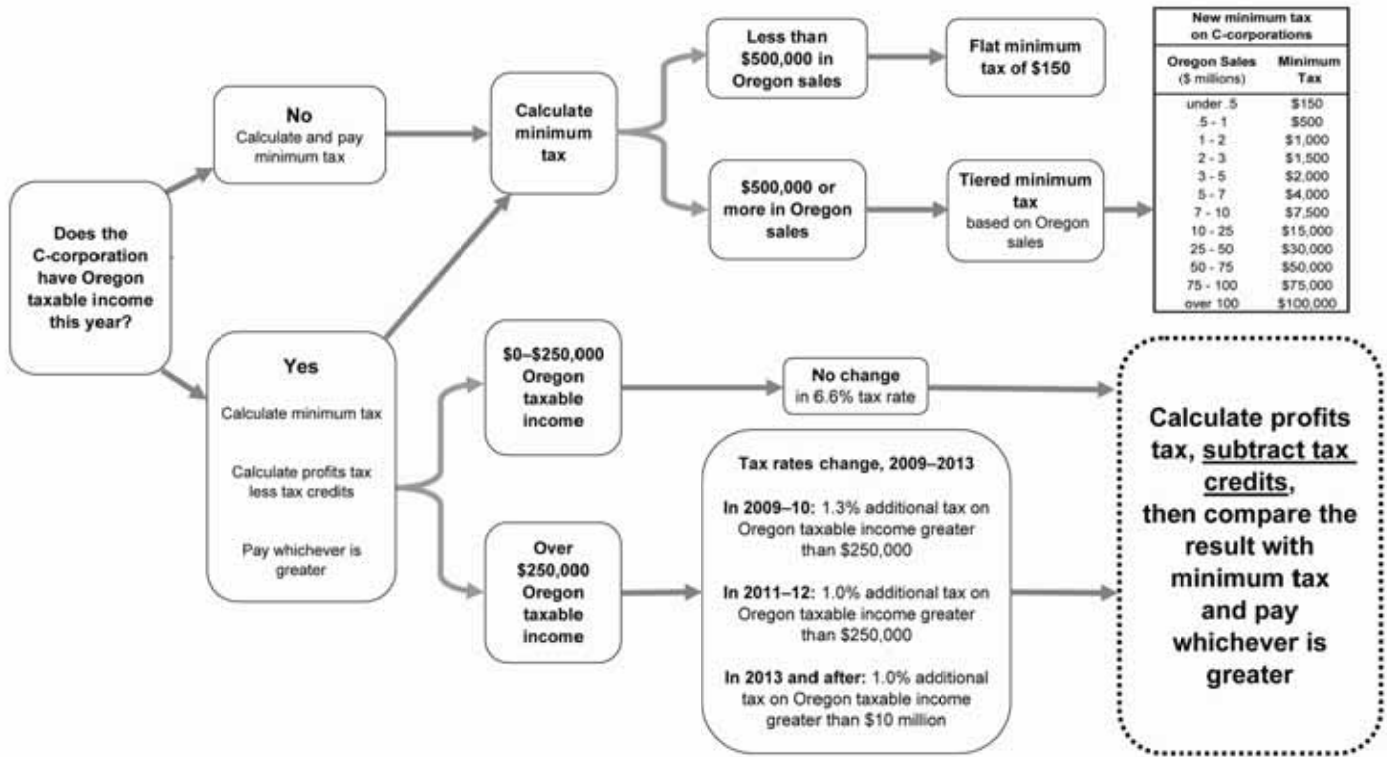 Does the
C-corporation
have Oregon
taxable income
this year?
No
Calculate and pay
minimum tax
Yes
Calculate minimum tax
Calculate profits tax
less tax credits
Pay whichever is
greater
Calculate
minimum
tax
Less than
$500,000 in
Oregon sales
Flat minimum
tax of $150
$500,000 or
more in Oregon
sales
Tiered minimum
tax
based on Oregon
sales
New minimum tax
on C-corporations
Oregon Sales Minimum
($ millions) Tax
under .5 $150
.5 - 1 $500
1 - 2 $1,000
2 - 3 $1,500
3 - 5 $2,000
5 - 7 $4,000
7 - 10 $7,500
10 - 25 $15,000
25 - 50 $30,000
50 - 75 $50,000
75 - 100 $75,000
over 100 $100,000
$0–$250,000
Oregon
taxable
income
No change
in 6.6% tax rate
Over
$250,000
Oregon
taxable
income
Tax rates change, 2009–2013
In 2009–10: 1.3% additional tax on
Oregon taxable income greater
than $250,000
In 2011–12: 1.0% additional tax on
Oregon taxable income greater
than $250,000
In 2013 and after: 1.0% additional
tax on Oregon taxable income
greater than $10 million
Calculate profits
tax, subtract tax
credits,
then compare the
result with
minimum tax
and pay
whichever is
greater